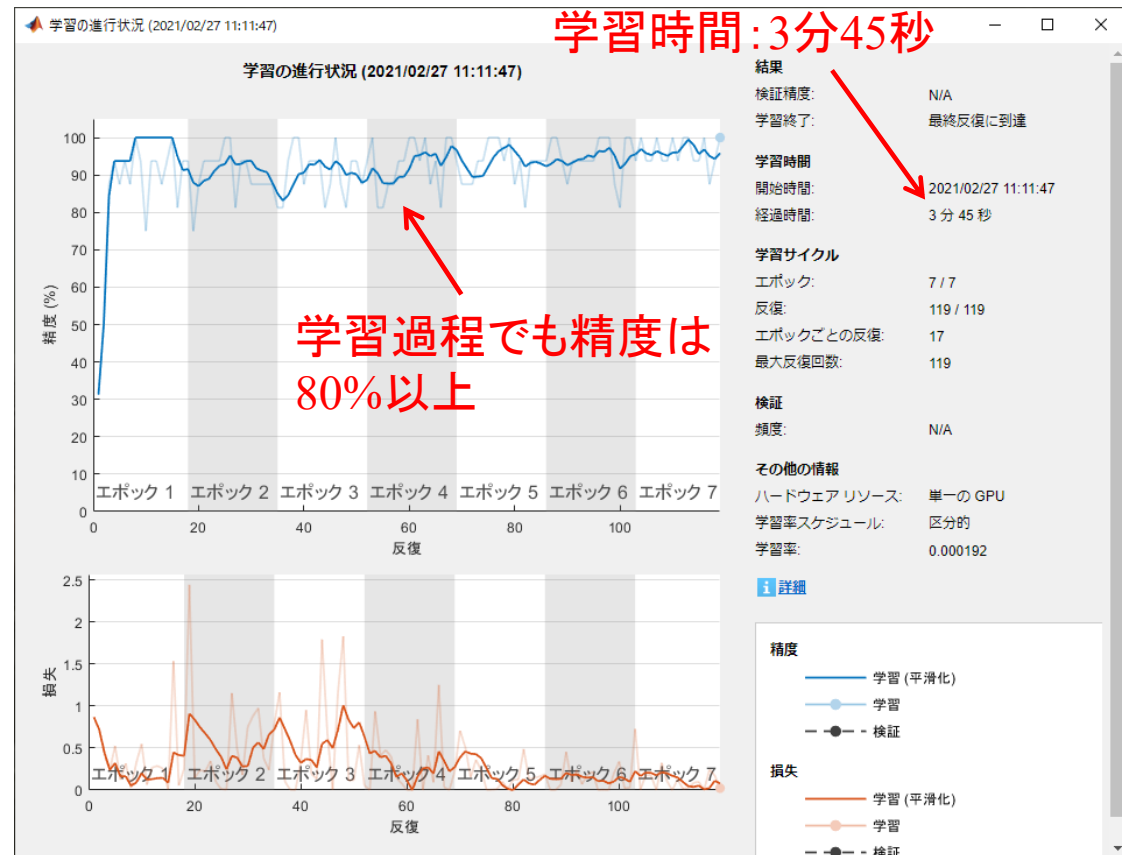 学習の進行状況 (2021/02/27 11:11:47)
学習時間:3分45秒
学習の進行状況 (2021/02/27 11:11:47)
100
90
80
70
60
50
40
30
20
10
0
精度 (%)
学習過程でも精度は
80%以上
エポック 1 エポック 2 エポック 3 エポック 4 エポック 5 エポック 6 エポック 7
0 20 40 60 80 100
反復
2.5
2
1.5
1
0.5
0
損失
エポック 1 エポック 2 エポック 3 エポック 4 エポック 5 エポック 6 エポック 7
0 20 40 60 80 100
反復
結果
検証精度: N/A
学習終了: 最終反復に到達
学習時間
開始時間: 2021/02/27 11:11:47
経過時間: 3 分 45 秒
学習サイクル
エポック: 7 / 7
反復: 119 / 119
エポックごとの反復: 17
最大反復回数: 119
検証
頻度: N/A
その他の情報
ハードウェア リソース: 単一の GPU
学習率スケジュール: 区分的
学習率: 0.000192
i 詳細
精度
学習 (平滑化)
学習
検証
損失
学習 (平滑化)
学習
検証